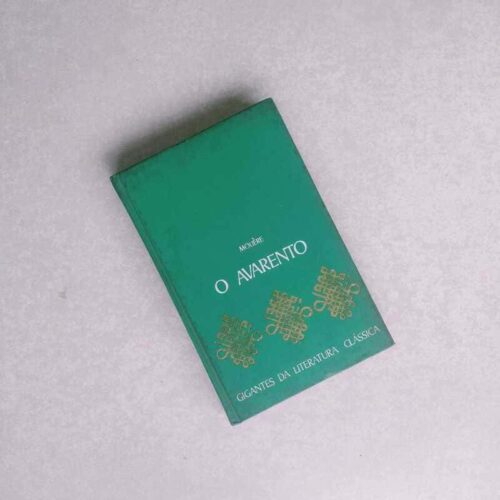 MOLIÈRE
O AVARENTO
GIGANTES DA LITERATURA CLÁSSICA